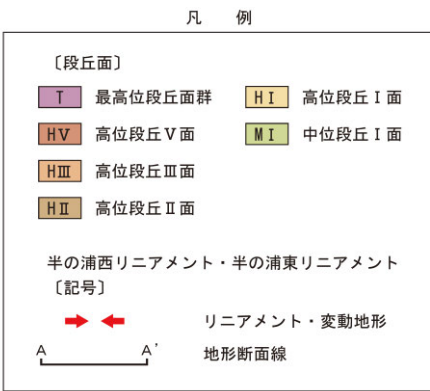 凡 例
〔段丘面〕
T 最高位段丘面群 HⅠ 高位段丘Ⅰ面
HⅤ 高位段丘Ⅴ面 MⅠ 中位段丘Ⅰ面
HⅢ 高位段丘Ⅲ面
HⅡ 高位段丘Ⅱ面
半の浦西リニアメント・半の浦東リニアメント
〔記号〕
リニアメント・変動地形
A A' 地形断面線